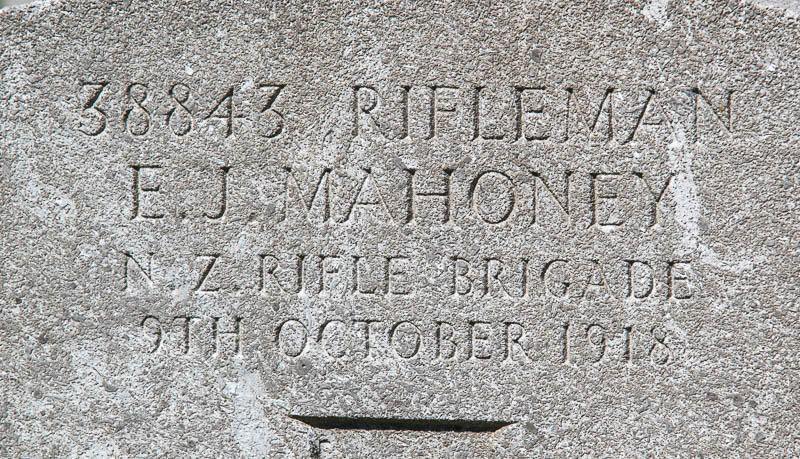 38843 RIFLEMAN
E.J. MAHONEY
N.Z. RIFLE BRIGADE
9TH OCTOBER 1918